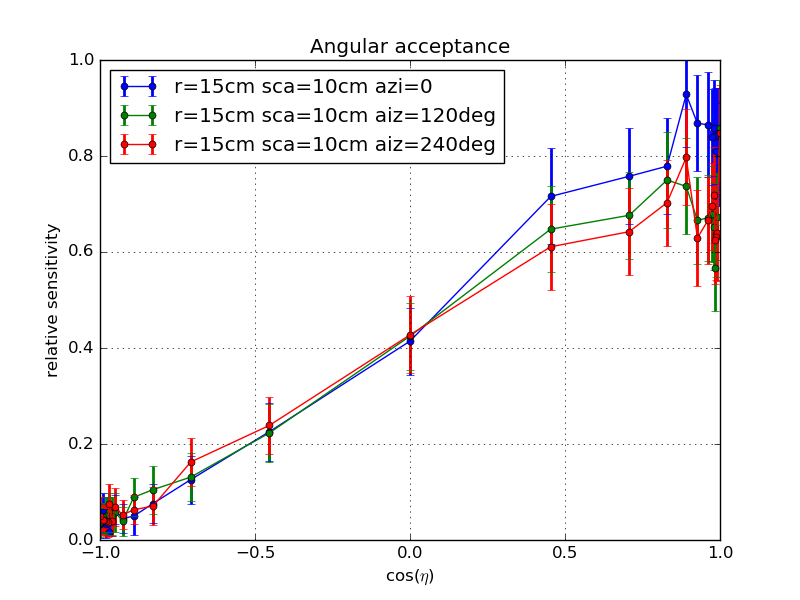 Angular acceptance
r=15cm sca=10cm azi=0
r=15cm sca=10cm aiz=120deg
r=15cm sca=10cm aiz=240deg
relative sensitivity
1.0
0.8
0.6
0.4
0.2
0.0
−1.0 −0.5 0.0 0.5 1.0
cos(η)